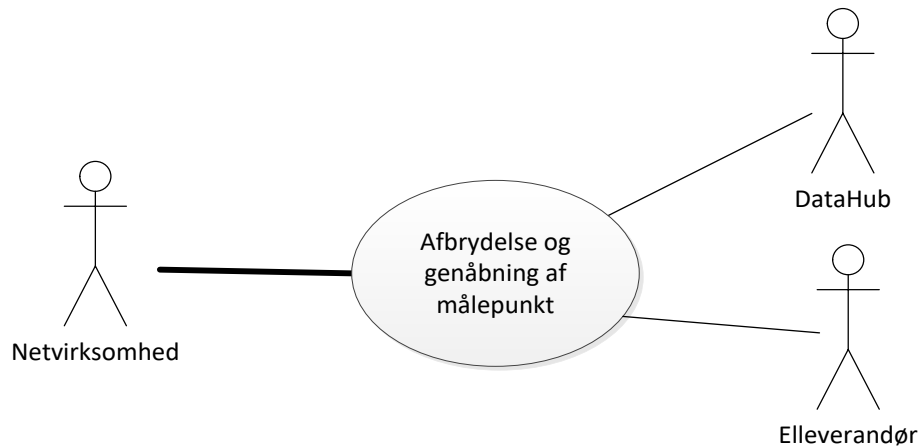 DataHub
Afbrydelse og
genåbning af
målepunkt
Netvirksomhed
Elleverandør